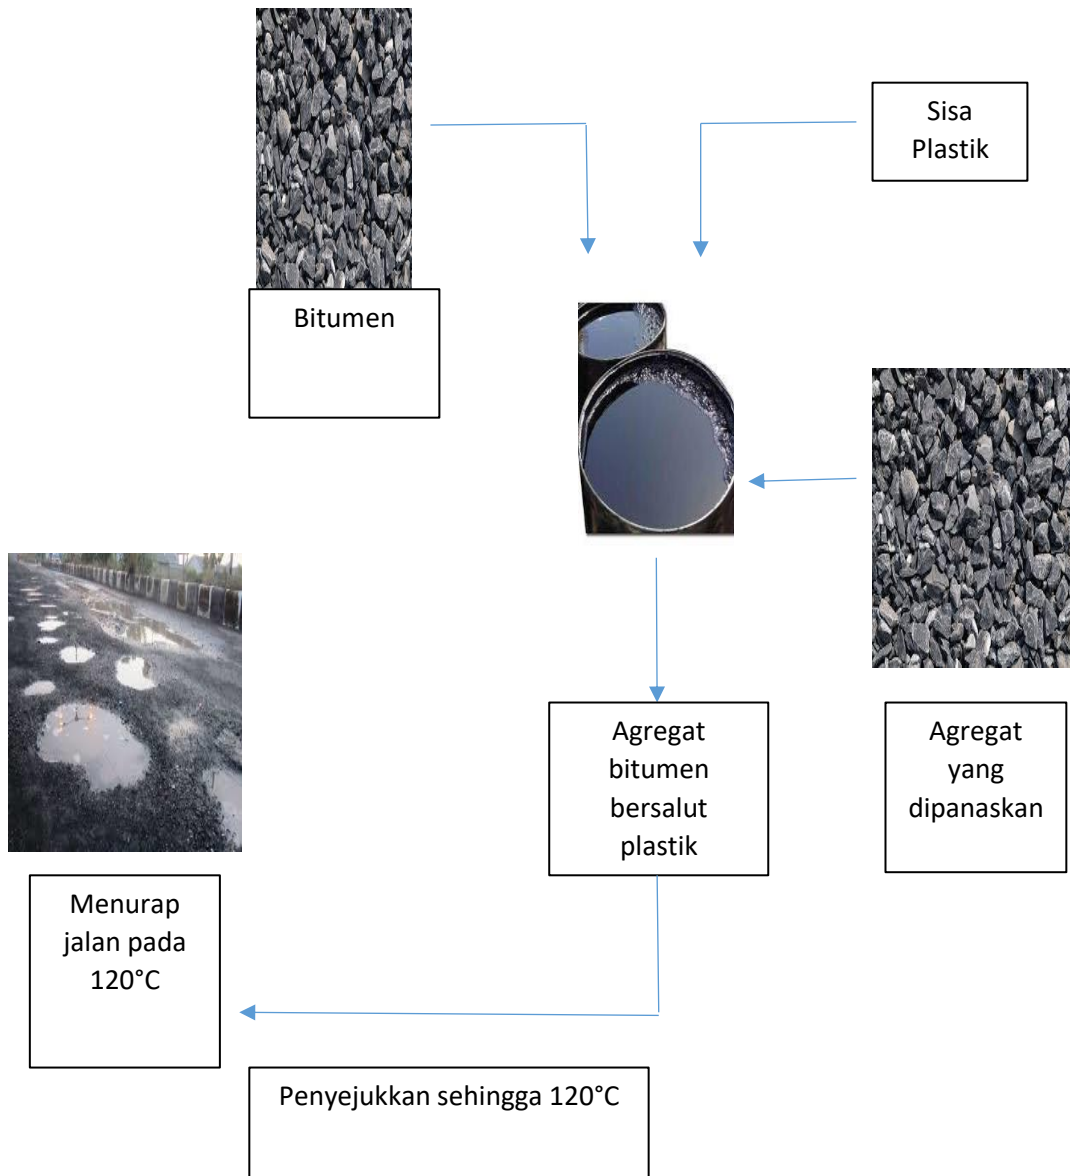 Sisa
Plastik
Bitumen
Agregat
bitumen
bersalut
plastik
Agregat
yang
dipanaskan
Menurap
jalan pada
120°C
Penyejukkan sehingga 120°C